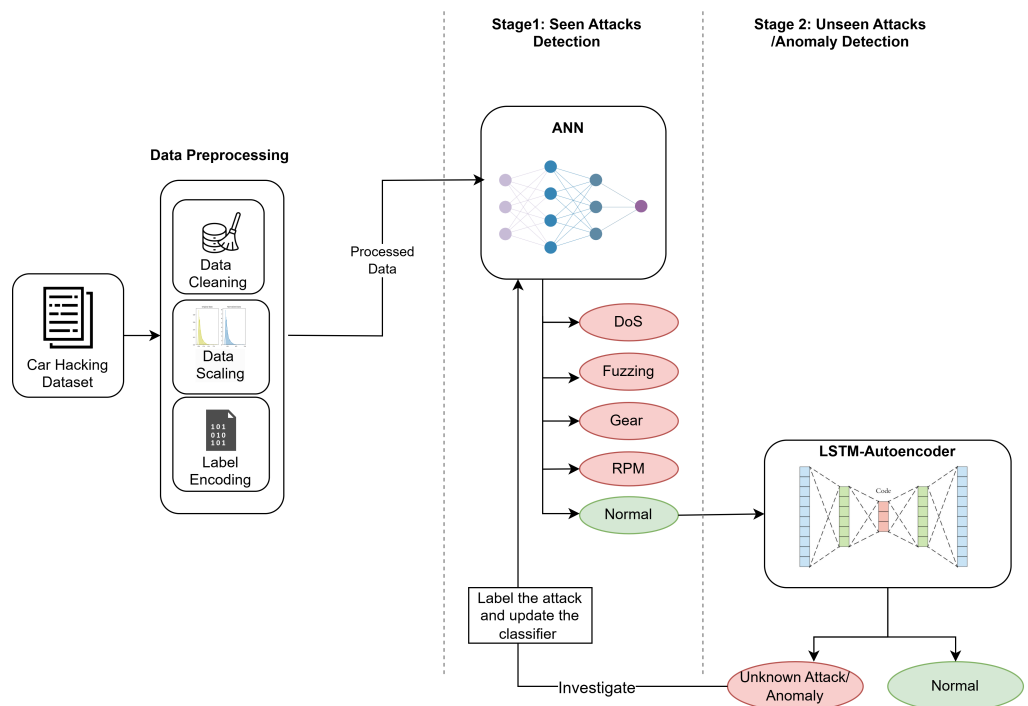 Stage1: Seen Attacks
Detection
Stage 2: Unseen Attacks
/Anomaly Detection
ANN
Data Preprocessing
Data
Cleaning
Processed
Data
Car Hacking
Dataset
Data
Scaling
101
010
101
Label
Encoding
DoS
Fuzzing
Gear
RPM
Normal
LSTM-Autoencoder
Code
Label the attack
and update the
classifier
Investigate
Unknown Attack/
Anomaly
Normal